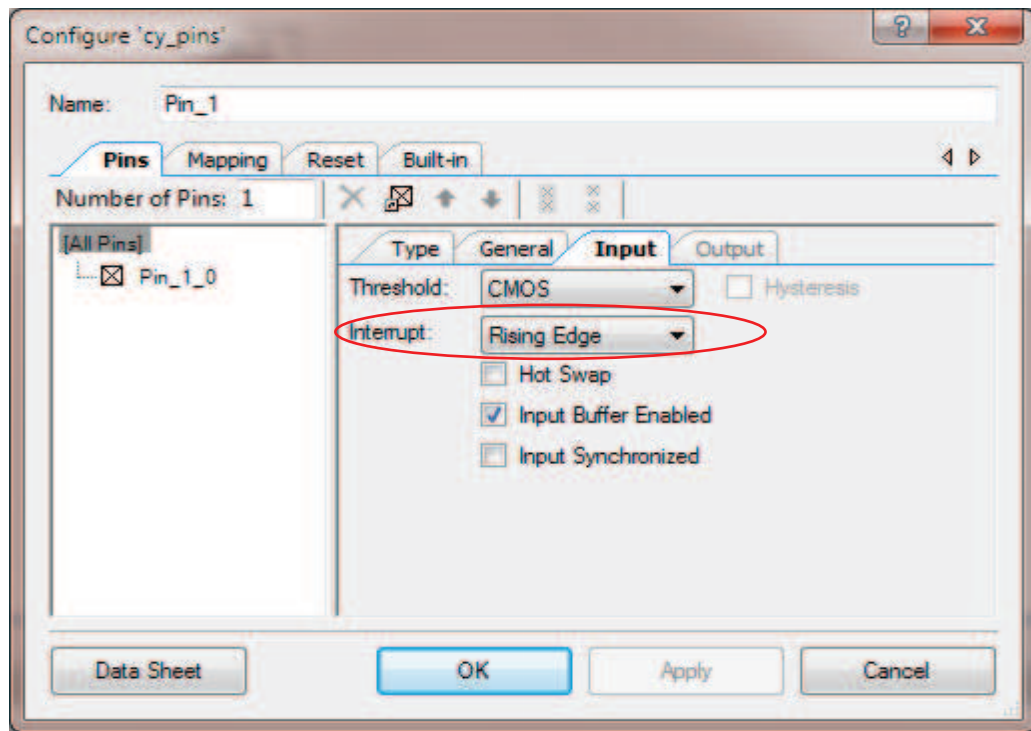 Configure 'cy_pins'
Name: Pin_1
Pins Mapping Reset Built-in
Number of Pins: 1
[All Pins]
Pin_1_0
Type General Input Output
Threshold: CMOS Hysteresis
Interrupt: Rising Edge
Hot Swap
Input Buffer Enabled
Input Synchronized
Data Sheet OK Apply Cancel